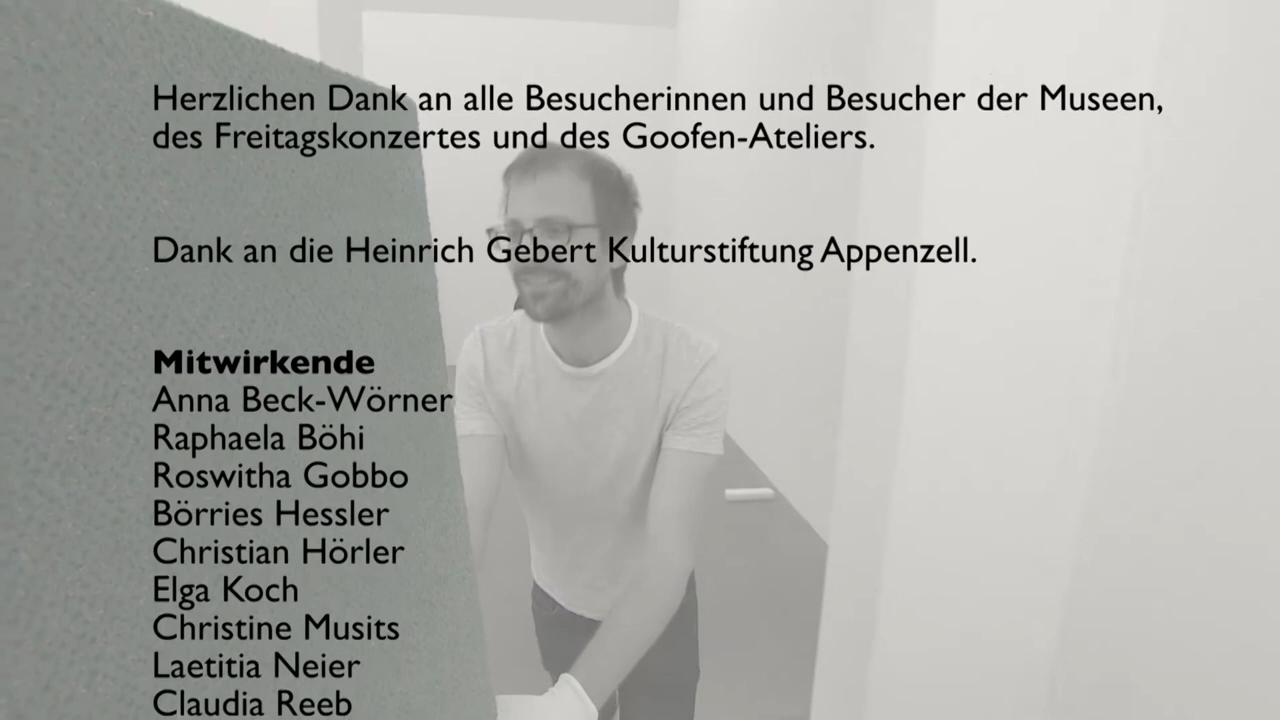 Herzlichen Dank an alle Besucherinnen und Besucher der Museen,
des Freitagskonzertes und des Goofen-Ateliers.
Dank an die Heinrich Gebert Kulturstiftung Appenzell.
Mitwirkende
Anna Beck-Wörner
Raphaela Böhi
Roswitha Gobbo
Börries Hessler
Christian Hörler
Elga Koch
Christine Musits
Laetitia Neier
Claudia Reeb